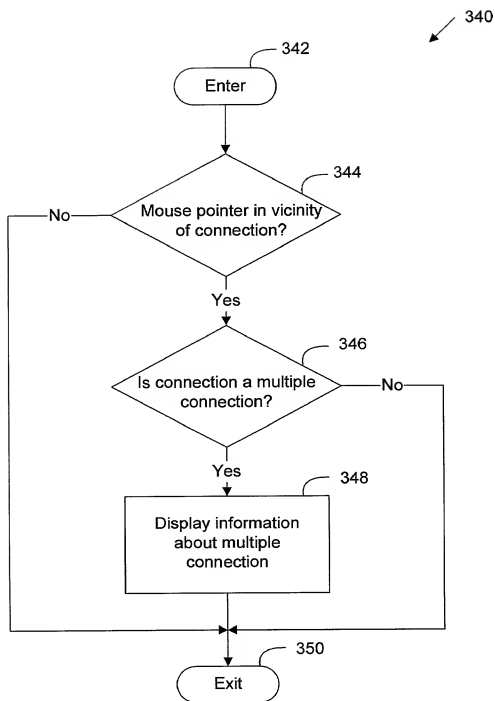 340
342
Enter
344
Mouse pointer in vicinity
of connection?
No
Yes
346
Is connection a multiple
connection?
No
Yes
348
Display information
about multiple
connection
350
Exit